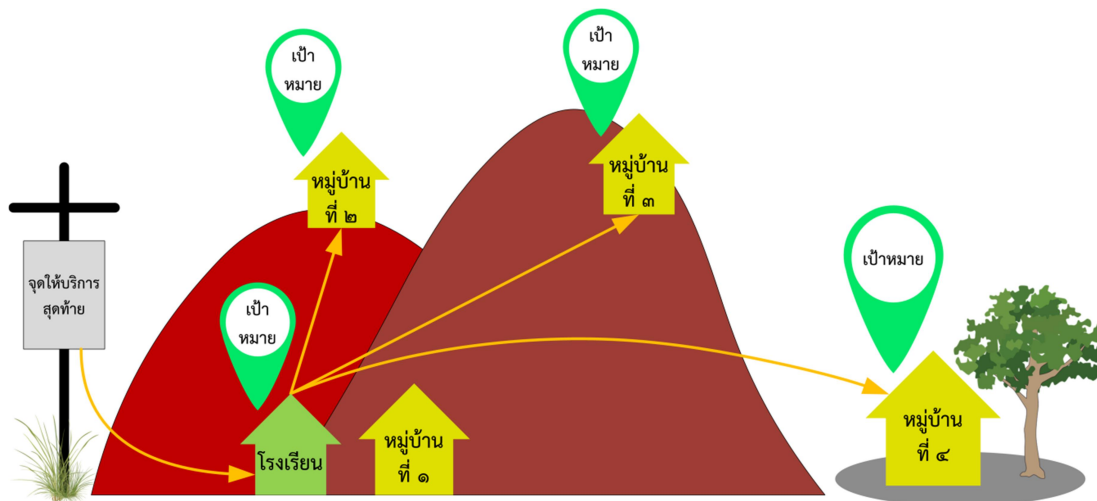 เป้า
หมาย
เป้า
หมาย
หมู่บ้าน
ที่ ๒
หมู่บ้าน
ที่ ๓
จุดให้บริการ
สุดท้าย
เป้าหมาย
เป้า
หมาย
โรงเรียน
หมู่บ้าน
ที่ ๑
หมู่บ้าน
ที่ ๔